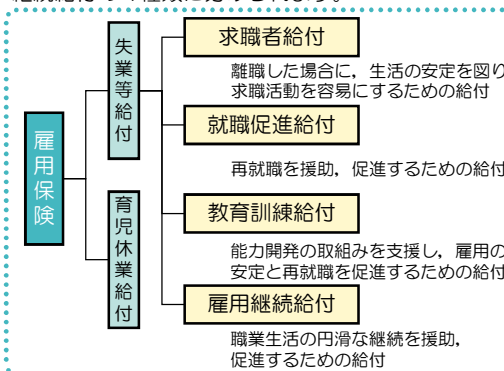 雇用保険
失業等給付
育児休業給付
求職者給付
離職した場合に，生活の安定を図り
求職活動を容易にするための給付
就職促進給付
再就職を援助，促進するための給付
教育訓練給付
能力開発の取組みを支援し，雇用の
安定と再就職を促進するための給付
雇用継続給付
職業生活の円滑な継続を援助，
促進するための給付